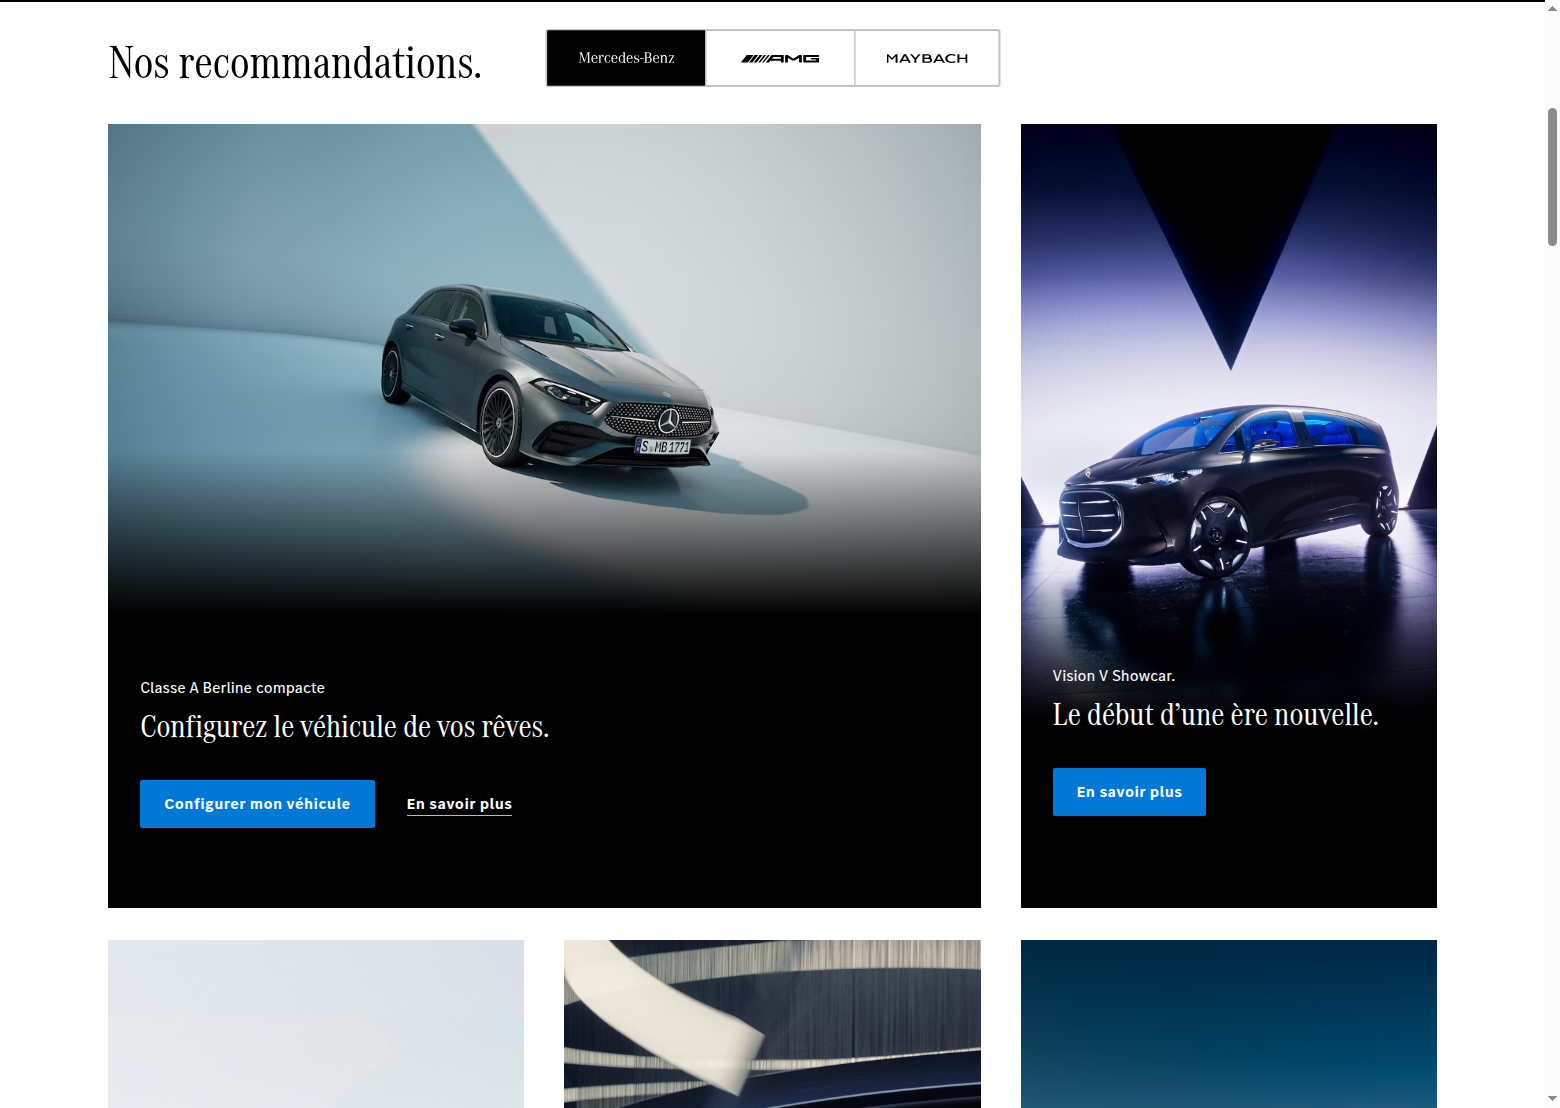 Nos recommandations.
Mercedes-Benz
AMG
MAYBACH
S MB 1771
Classe A Berline compacte
Configurez le véhicule de vos rêves.
Configurer mon véhicule
En savoir plus
Vision V Showcar.
Le début d’une ère nouvelle.
En savoir plus